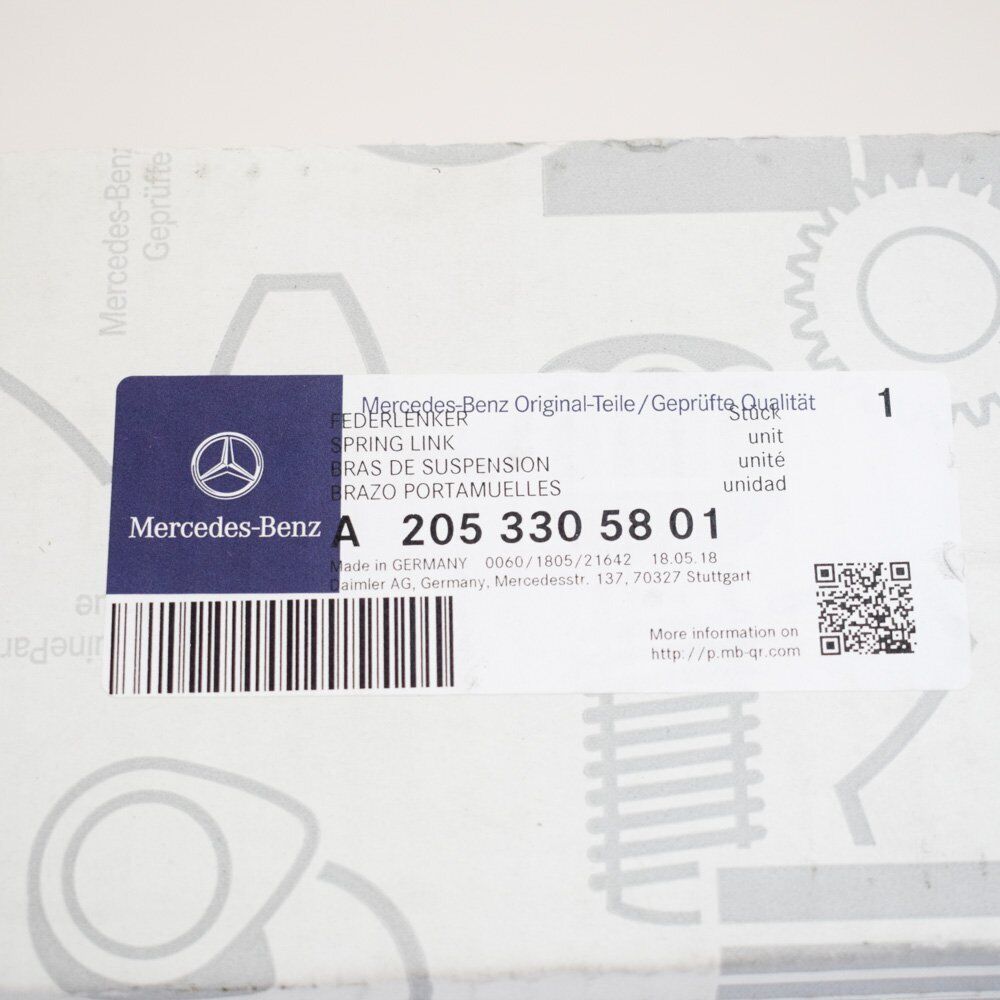 Mercedes-Benz
Geprüfte
Mercedes-Benz Original-Teile/Geprüfte Qualität 1
FEDERLENKER Stück
SPRING LINK unit
BRAS DE SUSPENSION unité
BRAZO PORTAMUELLES unidad
Mercedes-Benz
A 205 330 58 01
Made in GERMANY 0060/1805/21642 18.05.18
Daimler AG, Germany, Mercedesstr. 137, 70327 Stuttgart
More information on
http://p.mb-qr.com